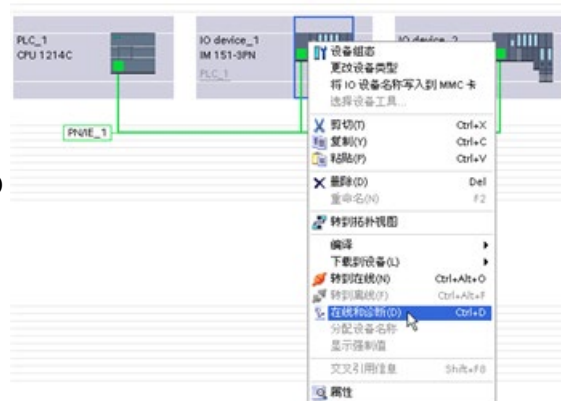 PLC_1
CPU 1214C
IO device_1
IM 151-3PN
PLC_1
IO device_2
PN/IE_1
设备组态
更改设备类型
将 IO 设备名称写入到 MMC 卡
选择设备工具...
剪切(T) Ctrl+X
复制(Y) Ctrl+C
粘贴(P) Ctrl+V
删除(D) Del
重命名(N) F2
转到拓扑视图
编译
下载到设备(L)
转到在线(N) Ctrl+Alt+O
转到离线(F) Ctrl+Alt+F
在线和诊断(D) Ctrl+D
分配设备名称
显示强制值
交叉引用信息 Shift+F8
属性